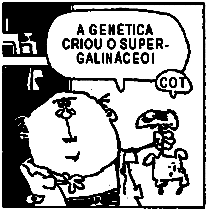 A GENÉTICA
CRIOU O SUPER-
GALINÁCEO!
COT